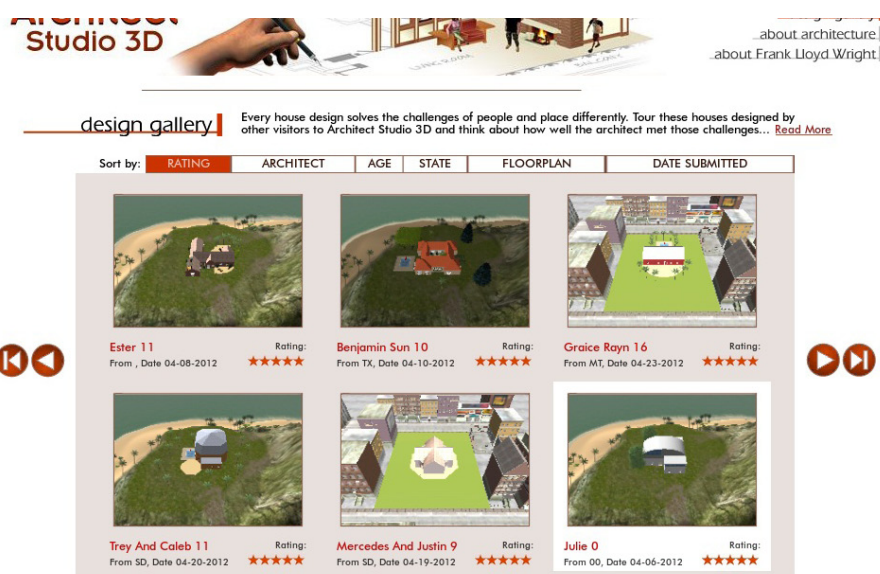 Architect
Studio 3D
about architecture
about Frank Lloyd Wright
LIVING ROOM
BALCONY
design gallery
Every house design solves the challenges of people and place differently. Tour these houses designed by
other visitors to Architect Studio 3D and think about how well the architect met those challenges... Read More
Sort by: RATING ARCHITECT AGE STATE FLOORPLAN DATE SUBMITTED
Ester 11 Rating:
From , Date 04-08-2012
Benjamin Sun 10 Rating:
From TX, Date 04-10-2012
Graice Rayn 16 Rating:
From MT, Date 04-23-2012
Trey And Caleb 11 Rating:
From SD, Date 04-20-2012
Mercedes And Justin 9 Rating:
From SD, Date 04-19-2012
Julie 0 Rating:
From 00, Date 04-06-2012